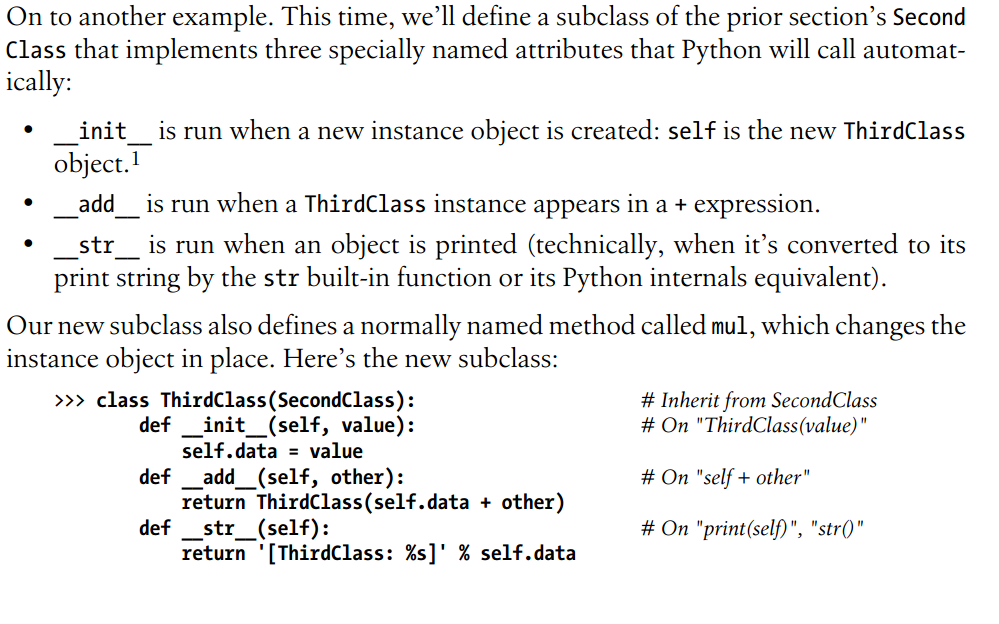 On to another example. This time, we’ll define a subclass of the prior section’s Second
Class that implements three specially named attributes that Python will call automat-
ically:
• __init__ is run when a new instance object is created: self is the new ThirdClass
object.1
• __add__ is run when a ThirdClass instance appears in a + expression.
• __str__ is run when an object is printed (technically, when it’s converted to its
print string by the str built-in function or its Python internals equivalent).
Our new subclass also defines a normally named method called mul, which changes the
instance object in place. Here’s the new subclass:
>>> class ThirdClass(SecondClass): # Inherit from SecondClass
def __init__(self, value): # On "ThirdClass(value)"
self.data = value
def __add__(self, other): # On "self + other"
return ThirdClass(self.data + other)
def __str__(self): # On "print(self)", "str()"
return '[ThirdClass: %s]' % self.data